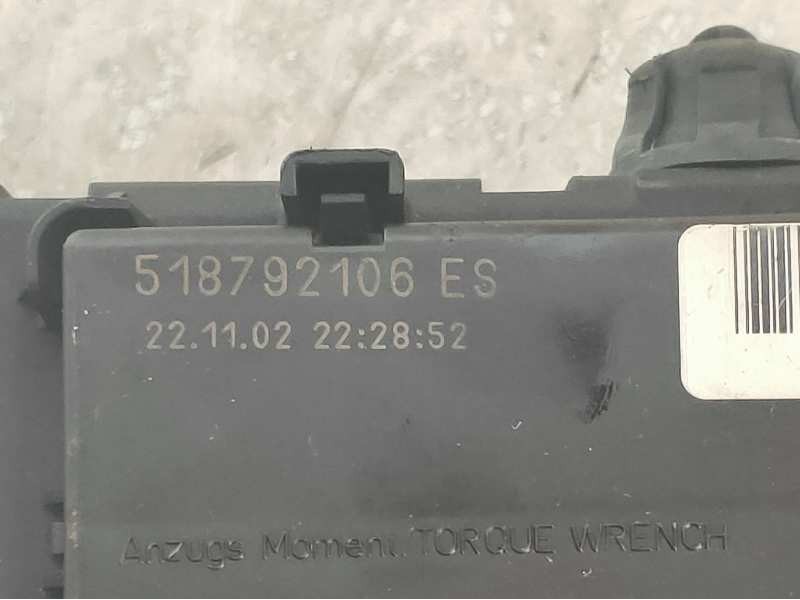 518792106 ES
22.11.02 22:28:52
Anzugs Moment. TORQUE WRENCH